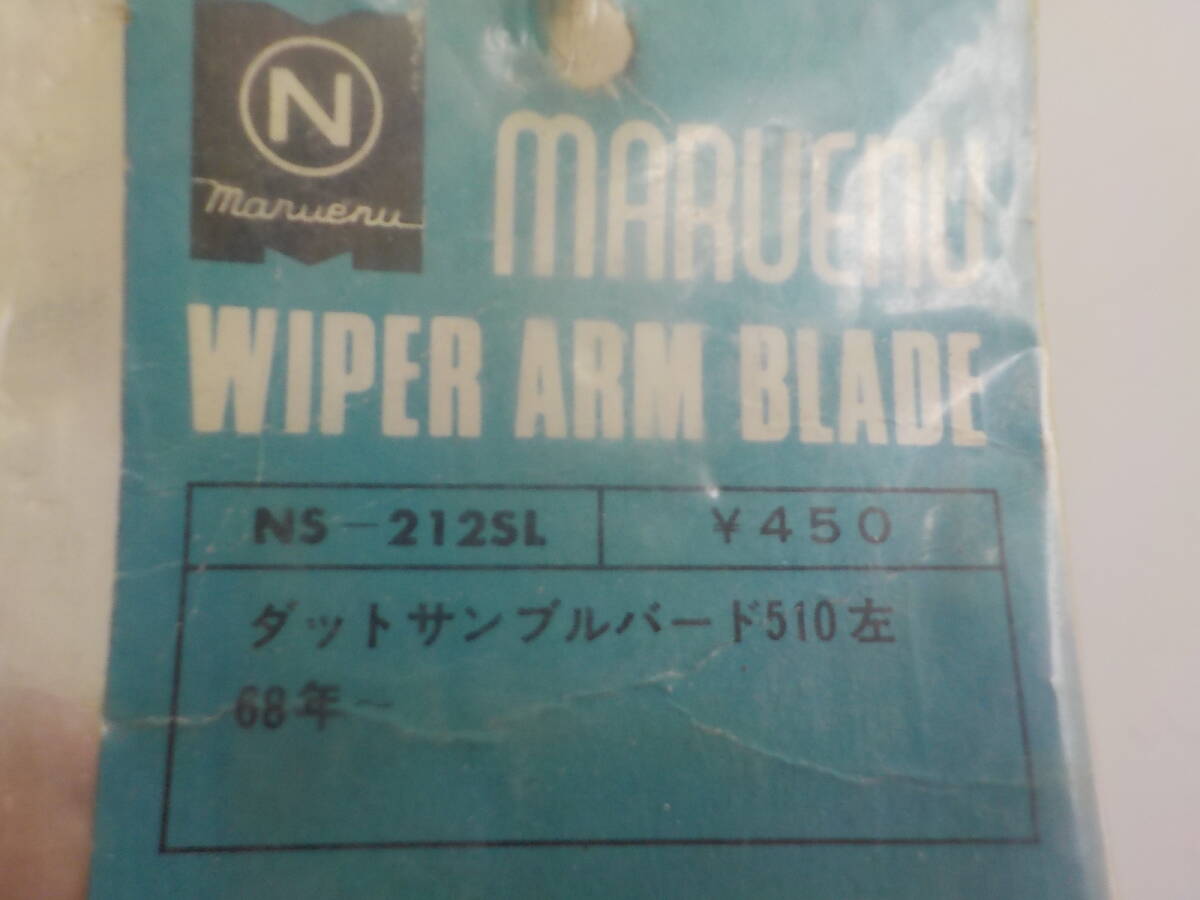 N
Maruenu
MARUENU
WIPER ARM BLADE
NS-212SL ¥450
ダットサンブルバード510左
68年~